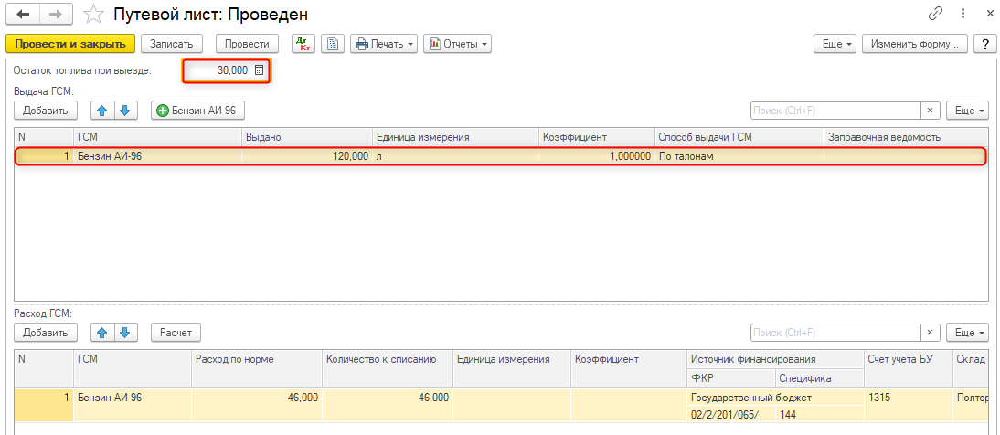 Путевой лист: Проведен
Провести и закрыть Записать Провести Дт Кт Печать Отчеты Еще Изменить форму... ?
Остаток топлива при выезде: 30,000
Выдача ГСМ:
Добавить Бензин АИ-96 Поиск (Ctrl+F) × Еще
N ГСМ Выдано Единица измерения Коэффициент Способ выдачи ГСМ Заправочная ведомость
1 Бензин АИ-96 120,000 л 1,000000 По талонам
Расход ГСМ:
Добавить Расчет Поиск (Ctrl+F) × Еще
N ГСМ Расход по норме Количество к списанию Единица измерения Коэффициент Источник финансирования Счет учета БУ Склад
ФКР Специфика
1 Бензин АИ-96 46,000 46,000 Государственный бюджет 1315 Полтор
02/2/201/065/ 144